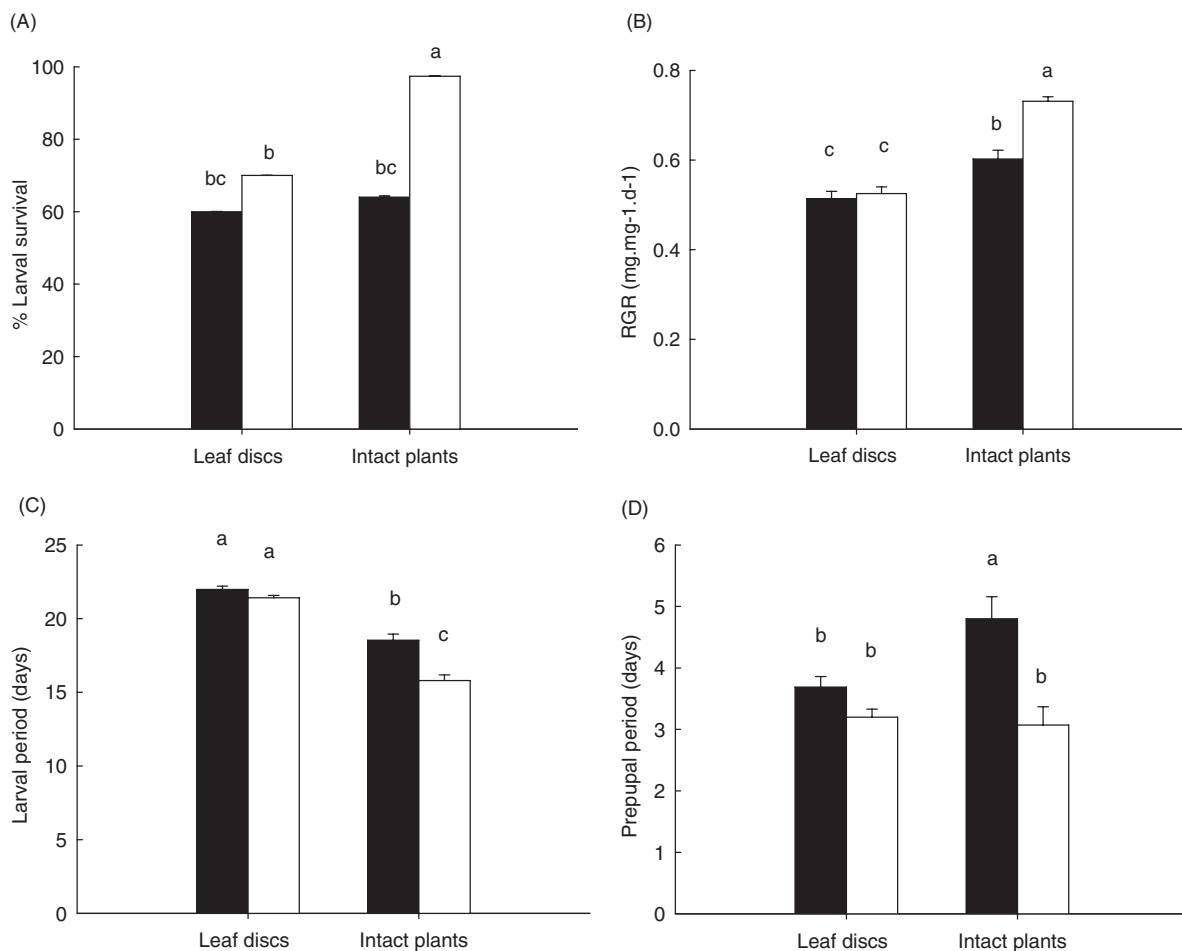 (A)
% Larval survival
100
80
60
40
20
0
bc
b
bc
a
Leaf discs
Intact plants
(B)
RGR (mg.mg-1.d-1)
0.8
0.6
0.4
0.2
0.0
c
c
b
a
Leaf discs
Intact plants
(C)
Larval period (days)
25
20
15
10
5
0
a
a
b
c
Leaf discs
Intact plants
(D)
Prepupal period (days)
6
5
4
3
2
1
0
b
b
a
b
Leaf discs
Intact plants